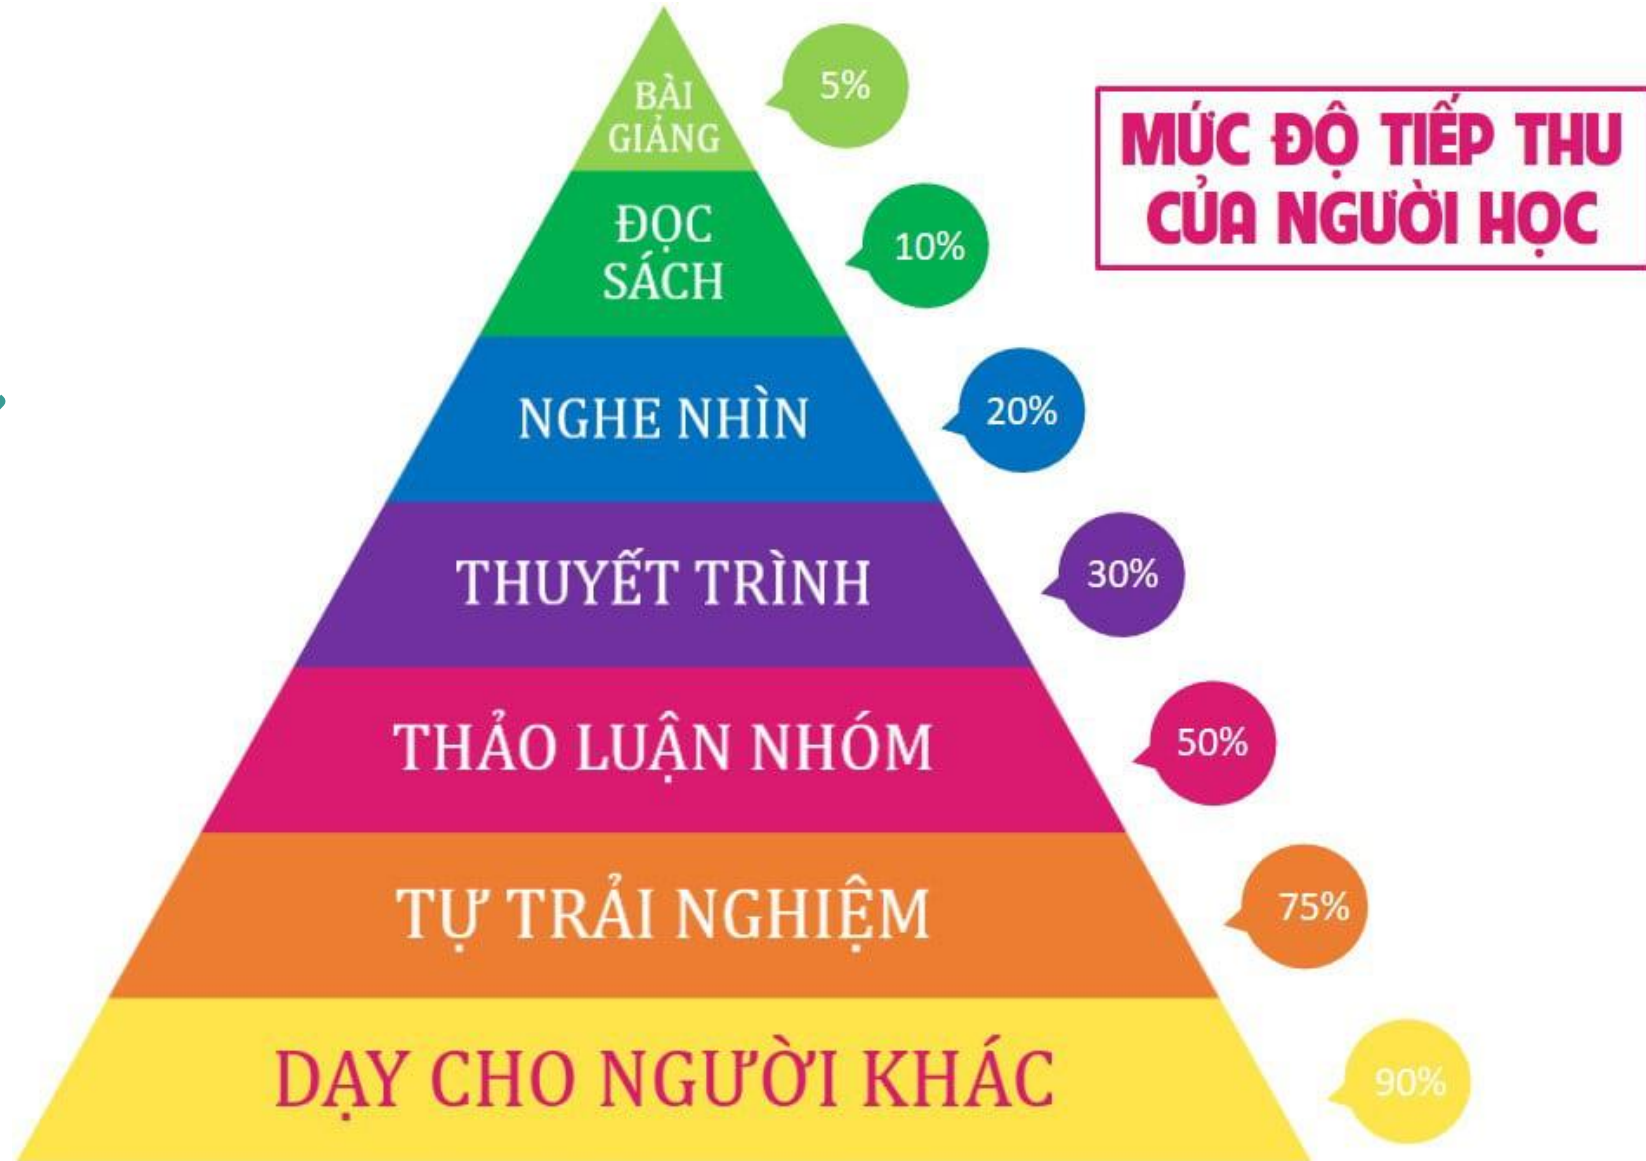 BÀI
GIẢNG
5%
MỨC ĐỘ TIẾP THU
CỦA NGƯỜI HỌC
ĐỌC
SÁCH
10%
NGHE NHÌN
20%
THUYẾT TRÌNH
30%
THẢO LUẬN NHÓM
50%
TỰ TRẢI NGHIỆM
75%
DẠY CHO NGƯỜI KHÁC
90%